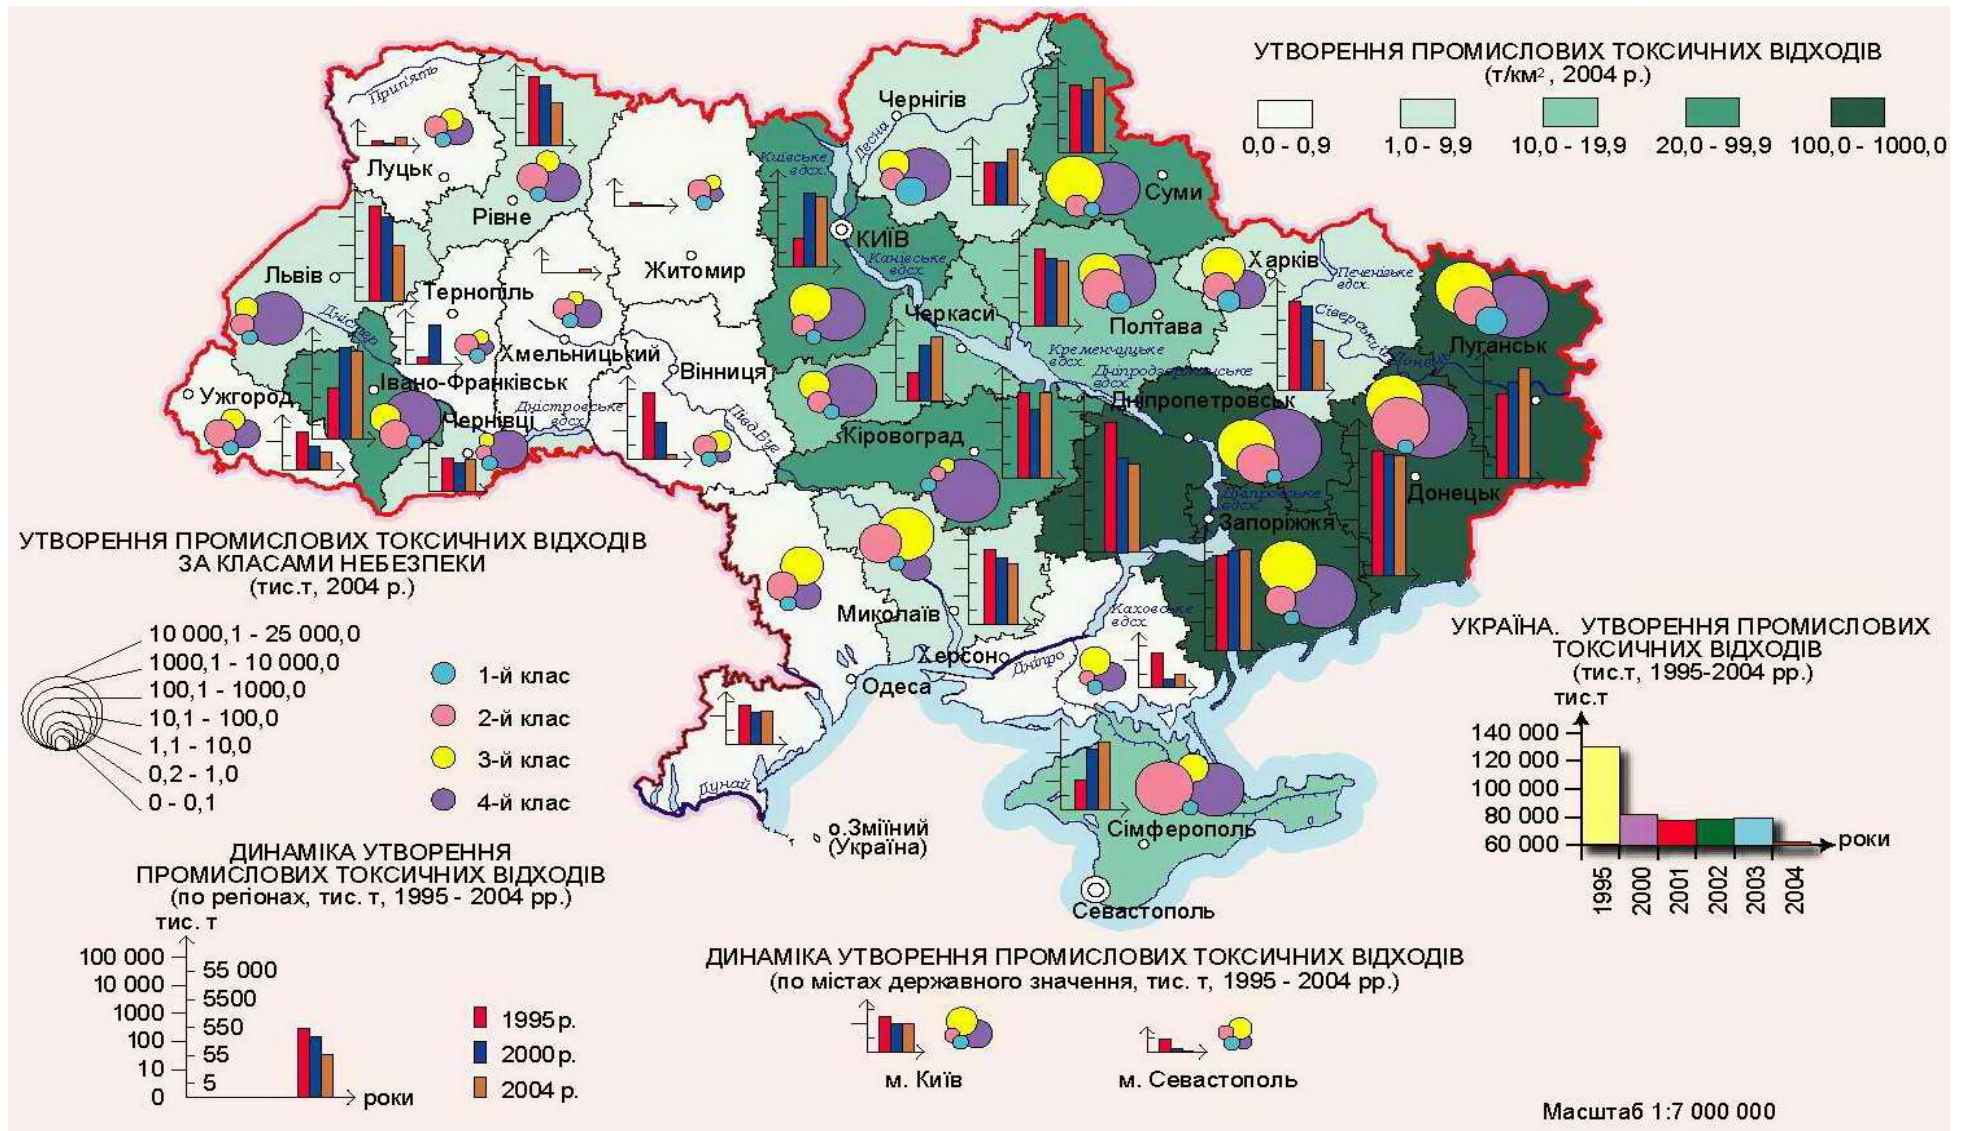 УТВОРЕННЯ ПРОМИСЛОВИХ ТОКСИЧНИХ ВІДХОДІВ
(т/км², 2004 р.)
0,0 - 0,9
1,0 - 9,9
10,0 - 19,9
20,0 - 99,9
100,0 - 1000,0
Прип'ять
Луцьк
Рівне
Житомир
Київське
вдсх.
Чернігів
Десна
Суми
КИЇВ
Канівське
вдсх.
Львів
Тернопіль
Дністер
Хмельницький
Вінниця
Черкаси
Полтава
Харків
Печенізьке
вдсх.
Сіверський
Донець
Луганськ
Кременчуцьке
вдсх.
Дніпродзержинське
вдсх.
Ужгород
Івано-Франківськ
Чернівці
Дністровське
вдсх.
Півд.Буг
Кіровоград
Дніпропетровськ
Донецьк
Дніпровське
вдсх.
Запоріжжя
Миколаїв
Каховське
вдсх.
Херсон
Дніпро
Одеса
Дунай
о.Зміїний
(Україна)
Сімферополь
Севастополь
УТВОРЕННЯ ПРОМИСЛОВИХ ТОКСИЧНИХ ВІДХОДІВ
ЗА КЛАСАМИ НЕБЕЗПЕКИ
(тис.т, 2004 р.)
10 000,1 - 25 000,0
1000,1 - 10 000,0
100,1 - 1000,0
10,1 - 100,0
1,1 - 10,0
0,2 - 1,0
0 - 0,1
1-й клас
2-й клас
3-й клас
4-й клас
УКРАЇНА. УТВОРЕННЯ ПРОМИСЛОВИХ
ТОКСИЧНИХ ВІДХОДІВ
(тис.т, 1995-2004 рр.)
тис.т
140 000
120 000
100 000
80 000
60 000
роки
1995
2000
2001
2002
2003
2004
ДИНАМІКА УТВОРЕННЯ
ПРОМИСЛОВИХ ТОКСИЧНИХ ВІДХОДІВ
(по регіонах, тис. т, 1995 - 2004 рр.)
тис. т
100 000
55 000
10 000
5500
1000
550
100
55
10
5
0
роки
1995 р.
2000 р.
2004 р.
ДИНАМІКА УТВОРЕННЯ ПРОМИСЛОВИХ ТОКСИЧНИХ ВІДХОДІВ
(по містах державного значення, тис. т, 1995 - 2004 рр.)
м. Київ
м. Севастополь
Масштаб 1:7 000 000